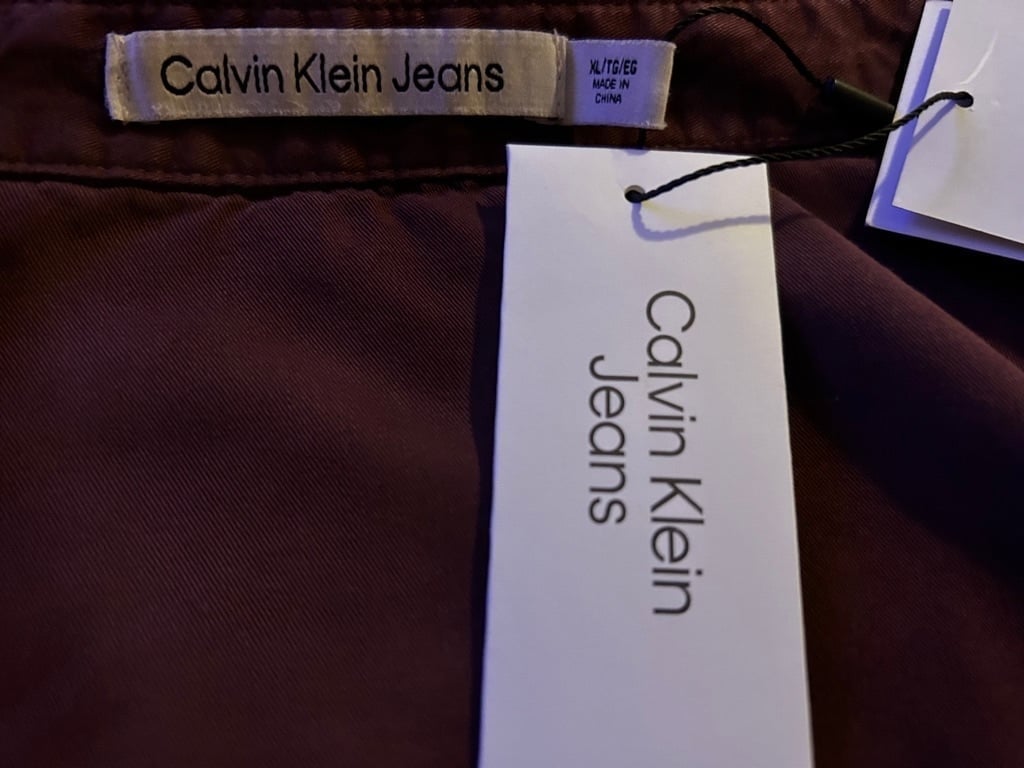 Calvin Klein Jeans
XL/TG/EG
MADE IN
CHINA
Calvin Klein
Jeans